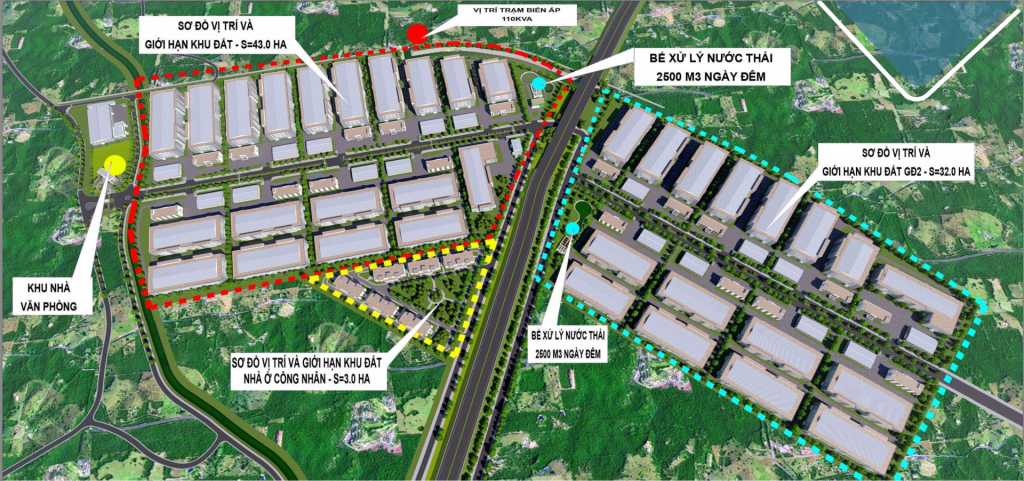 VỊ TRÍ TRẠM BIẾN ÁP
110KVA
SƠ ĐỒ VỊ TRÍ VÀ
GIỚI HẠN KHU ĐẤT - S=43.0 HA
BỂ XỬ LÝ NƯỚC THẢI
2500 M3 NGÀY ĐÊM
SƠ ĐỒ VỊ TRÍ VÀ
GIỚI HẠN KHU ĐẤT GĐ2 - S=32.0 HA
KHU NHÀ
VĂN PHÒNG
BỂ XỬ LÝ NƯỚC THẢI
2500 M3 NGÀY ĐÊM
SƠ ĐỒ VỊ TRÍ VÀ GIỚI HẠN KHU ĐẤT
NHÀ Ở CÔNG NHÂN - S=3.0 HA